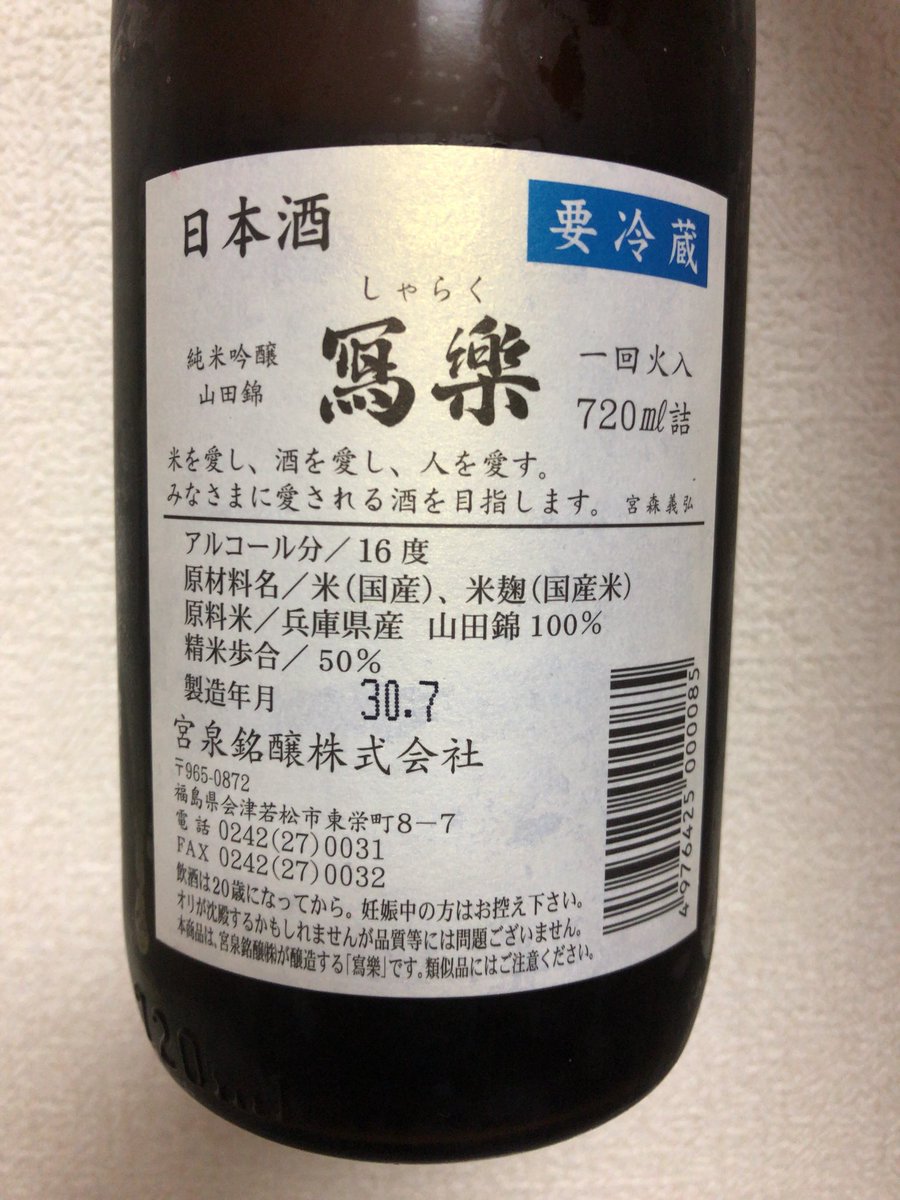 日本酒
要冷蔵
しゃらく
寫樂
純米吟醸
山田錦
一回火入
720㎖詰
米を愛し、酒を愛し、人を愛す。
みなさまに愛される酒を目指します。 宮森義弘
アルコール分／16度
原材料名／米（国産）、米麹（国産米）
原料米／兵庫県産 山田錦100％
精米歩合／50％
製造年月 30.7
宮泉銘醸株式会社
〒965-0872
福島県会津若松市東栄町8－7
電話 0242(27)0031
FAX 0242(27)0032
飲酒は20歳になってから。妊娠中の方はお控え下さい。
オリが沈殿するかもしれませんが品質等には問題ございません。
本商品は、宮泉銘醸㈱が醸造する「寫樂」です。類似品にはご注意ください。
4 976425 000085
720ml